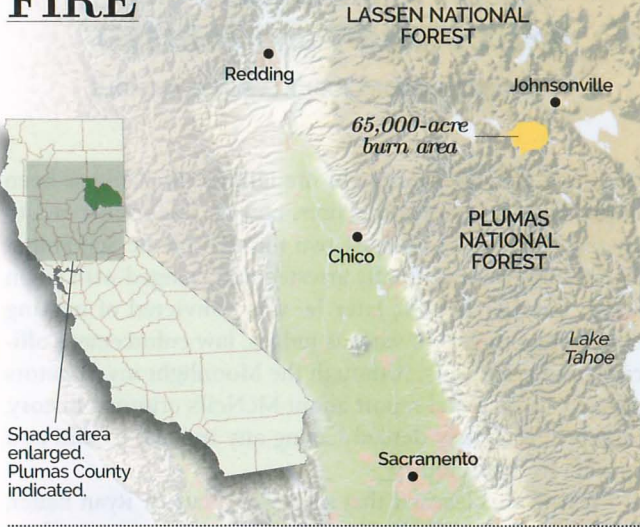 FIRE
LASSEN NATIONAL
FOREST
Redding
Johnsonville
65,000-acre
burn area
PLUMAS
NATIONAL
FOREST
Chico
Lake
Tahoe
Shaded area
enlarged.
Plumas County
indicated.
Sacramento